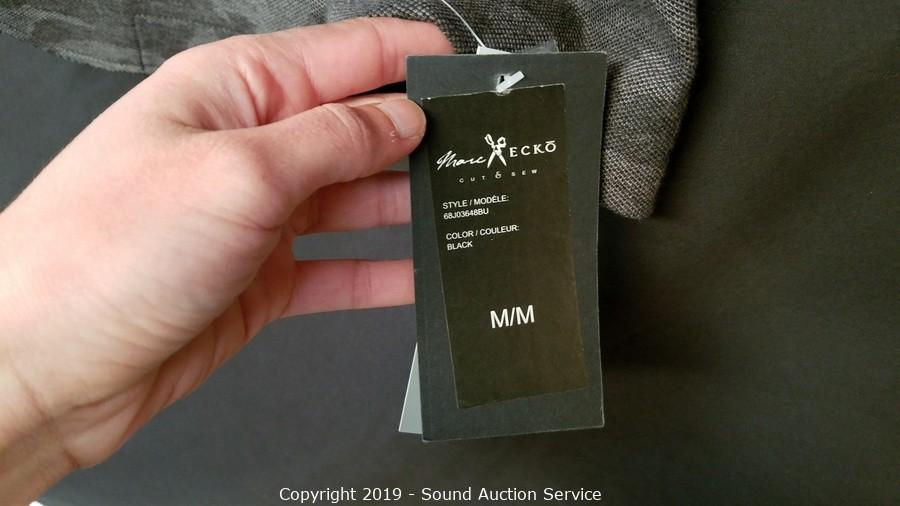 Marc ECKŌ
CUT & SEW
STYLE / MODÈLE:
68J03648BU
COLOR / COULEUR:
BLACK
M/M
Copyright 2019 - Sound Auction Service